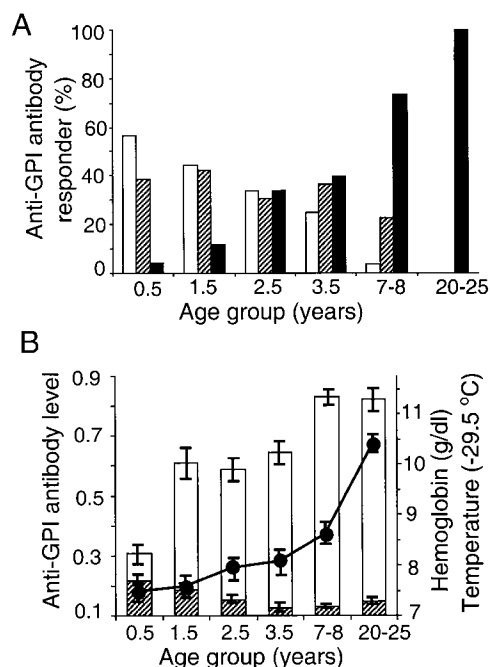 A
Anti-GPI antibody
responder (%)
100
80
60
40
20
0
0.5 1.5 2.5 3.5 7-8 20-25
Age group (years)
B
Anti-GPI antibody level
0.9
0.7
0.5
0.3
0.1
11
10
9
8
7
Hemoglobin (g/dl)
Temperature (-29.5 ºC)
0.5 1.5 2.5 3.5 7-8 20-25
Age group (years)